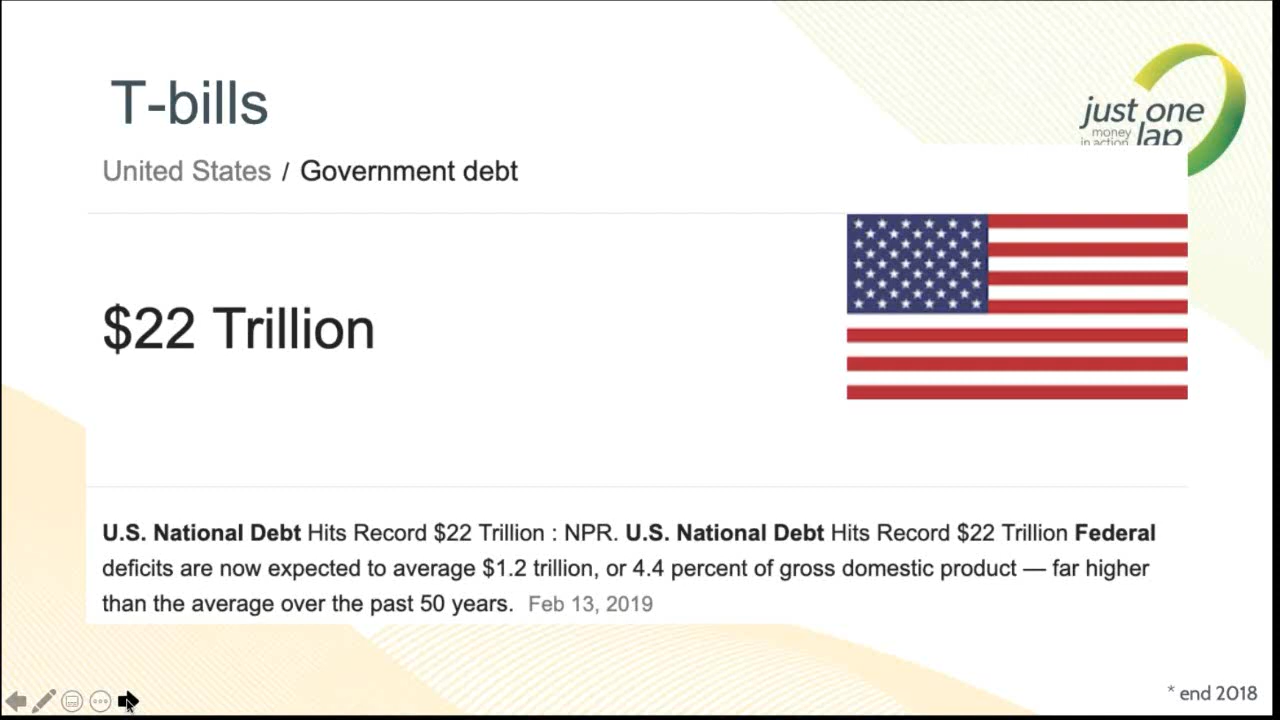 T-bills
just one
money
in action
lap
United States / Government debt
$22 Trillion
U.S. National Debt Hits Record $22 Trillion : NPR. U.S. National Debt Hits Record $22 Trillion Federal
deficits are now expected to average $1.2 trillion, or 4.4 percent of gross domestic product — far higher
than the average over the past 50 years. Feb 13, 2019
* end 2018